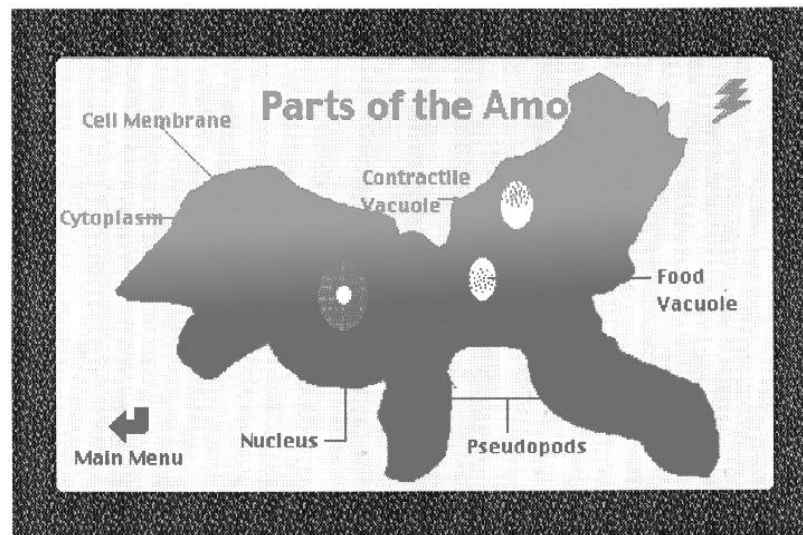 Parts of the Amo
Cell Membrane
Contractile
Vacuole
Cytoplasm
Food
Vacuole
Nucleus
Pseudopods
Main Menu